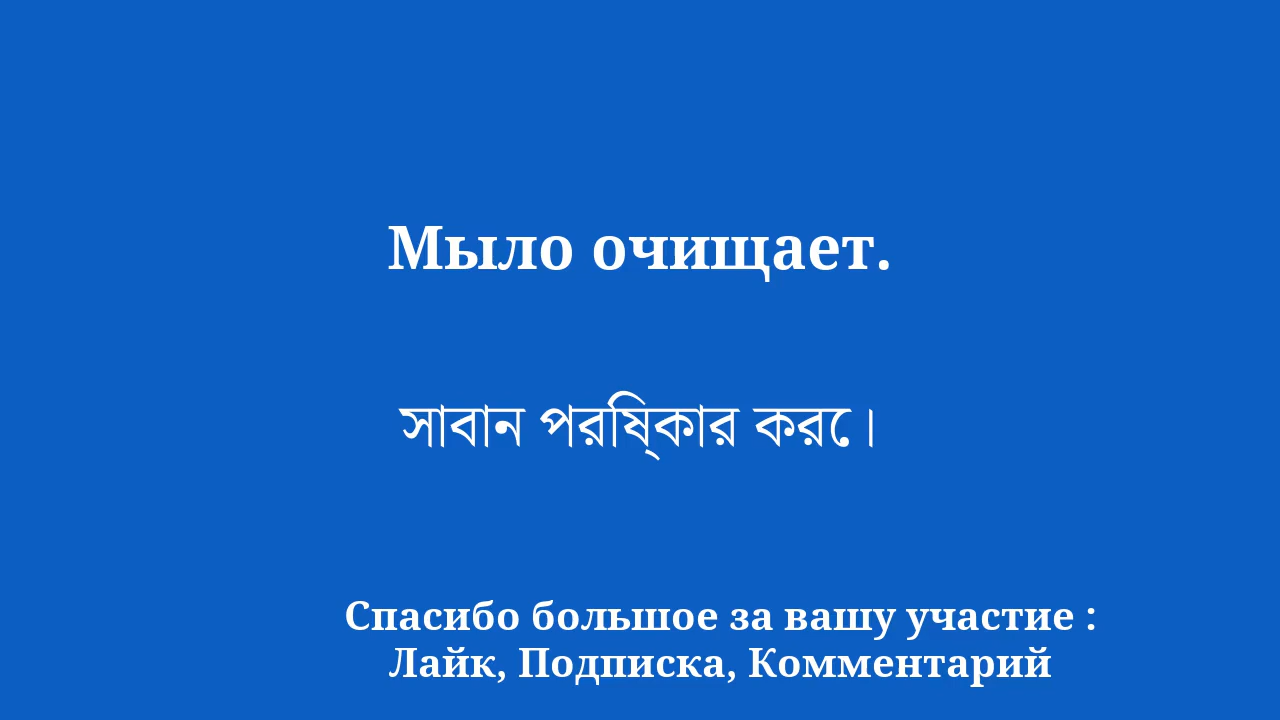 Мыло очищает.
সাবান পরিষ্কার করে।
Спасибо большое за вашу участие :
Лайк, Подписка, Комментарий